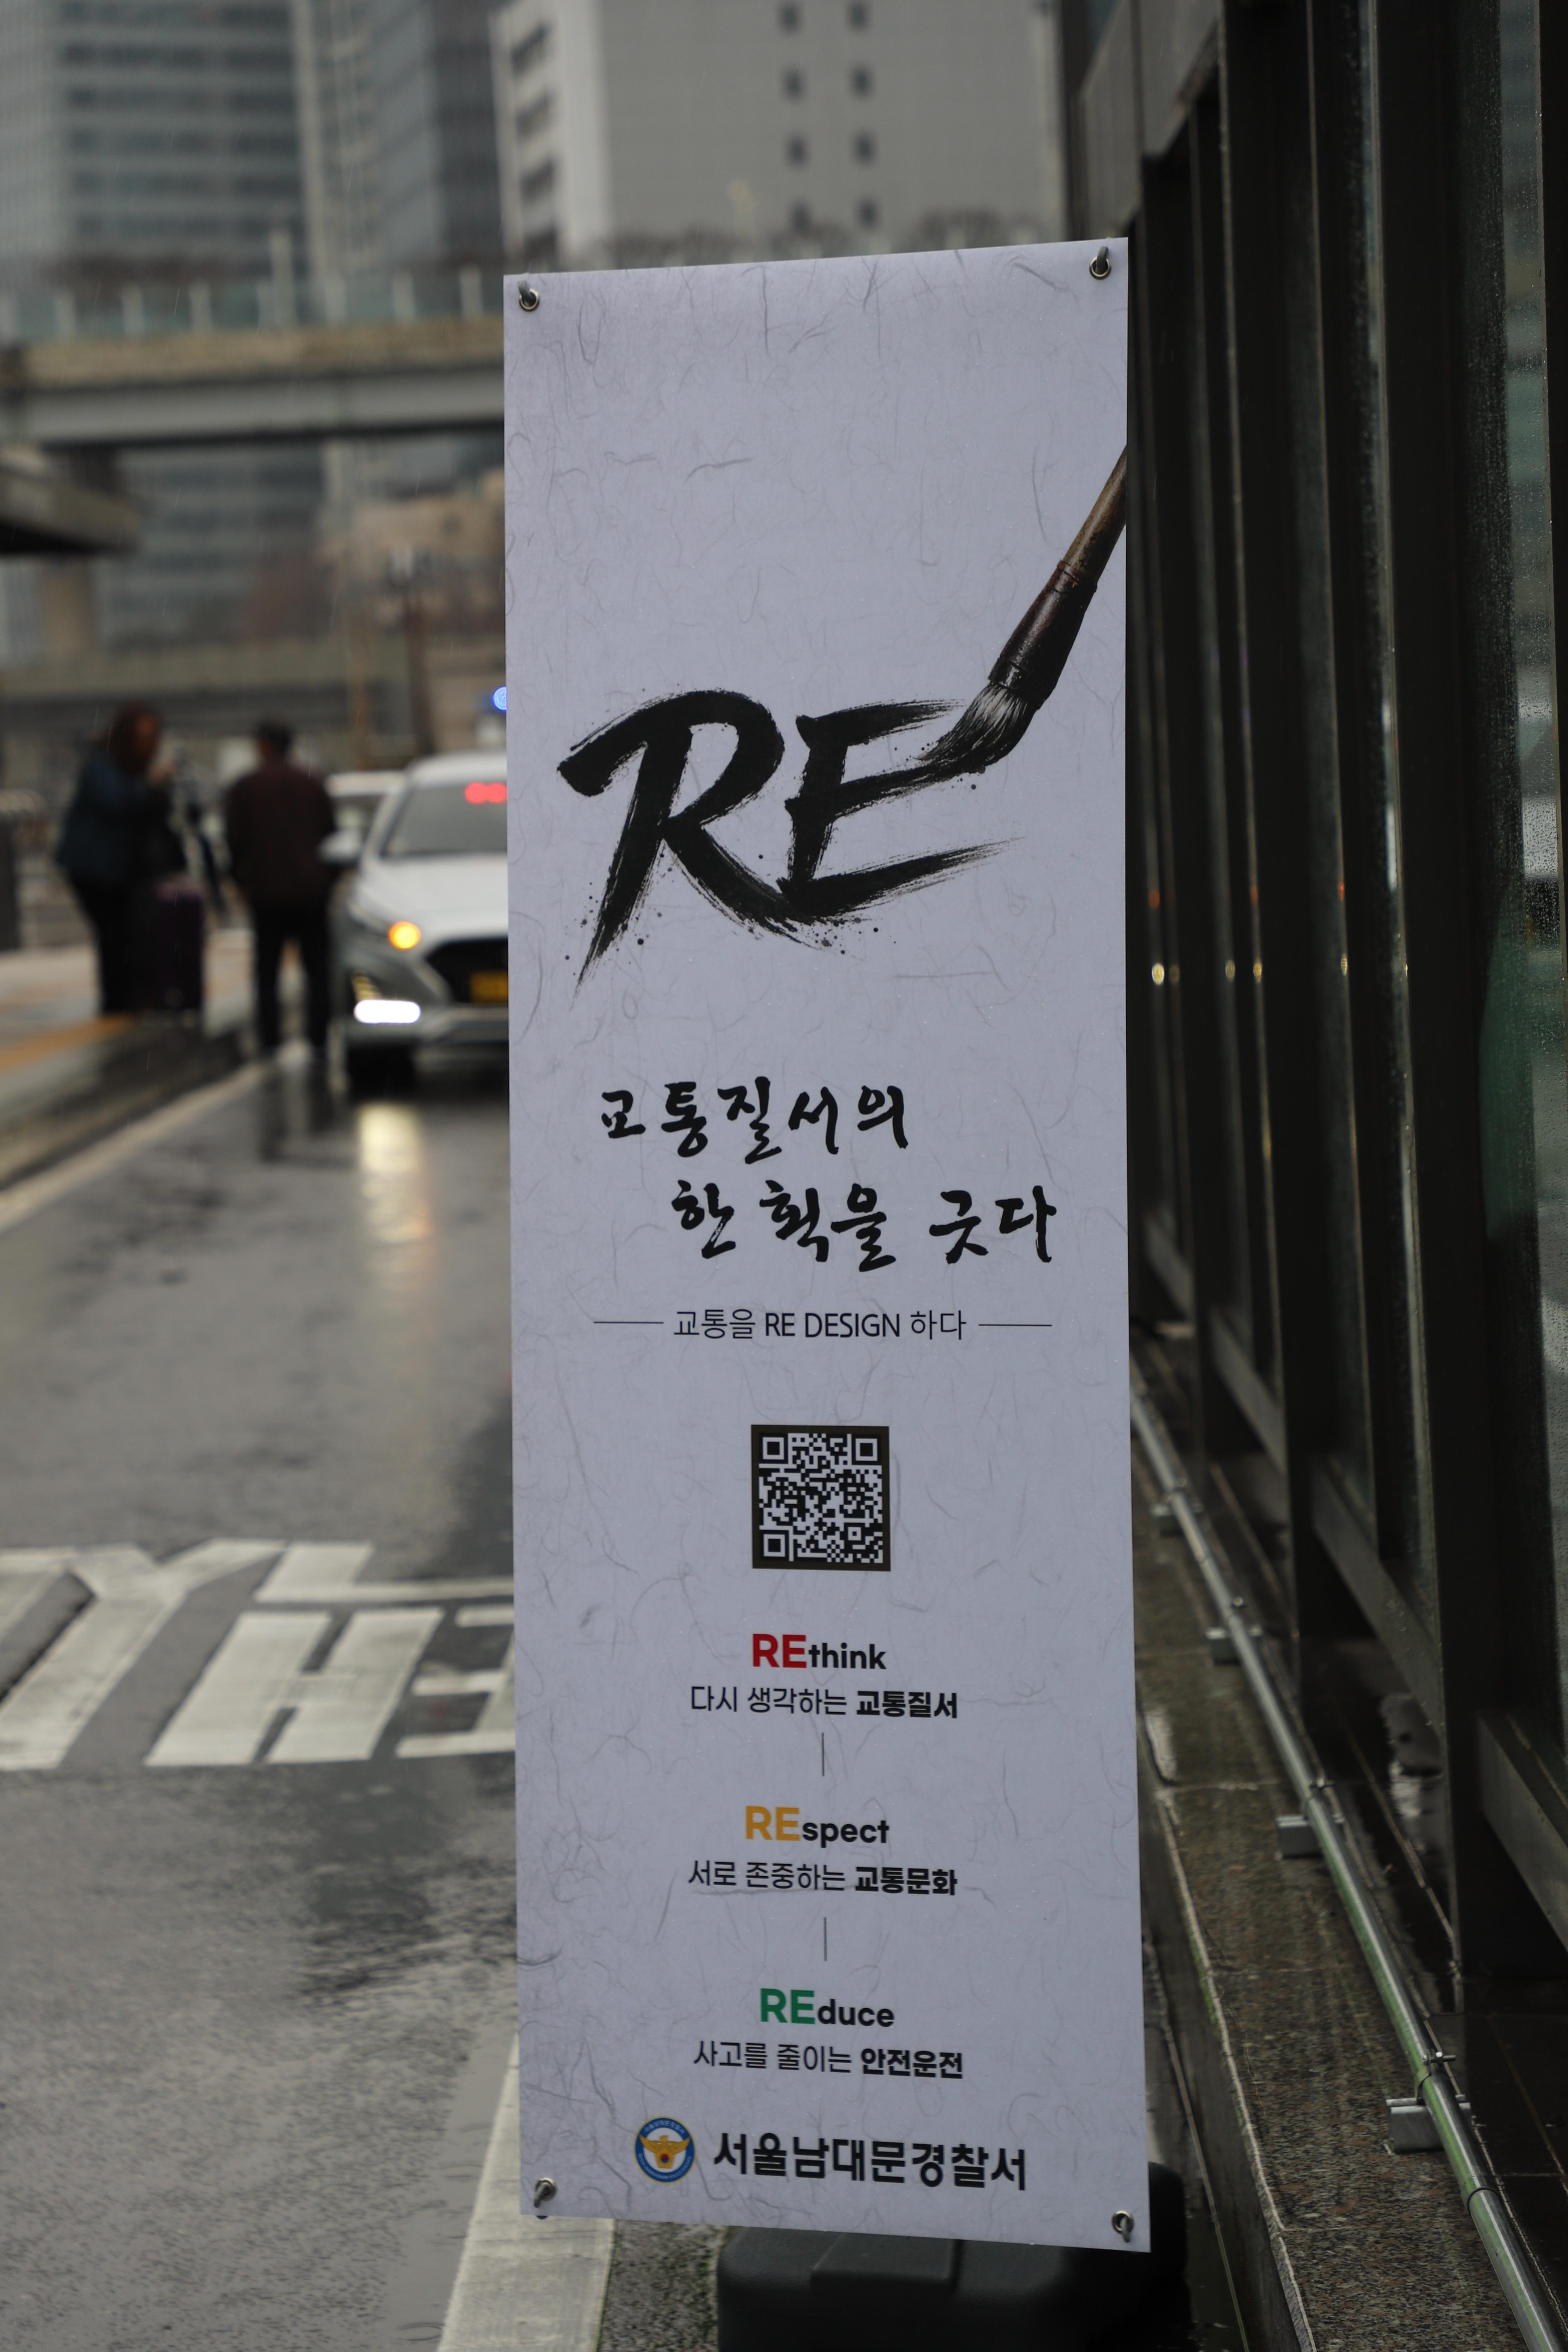 RE
교통질서의
한 획을 긋다
교통을 RE DESIGN 하다
REthink
다시 생각하는 교통질서
REspect
서로 존중하는 교통문화
REduce
사고를 줄이는 안전운전
서울남대문경찰서